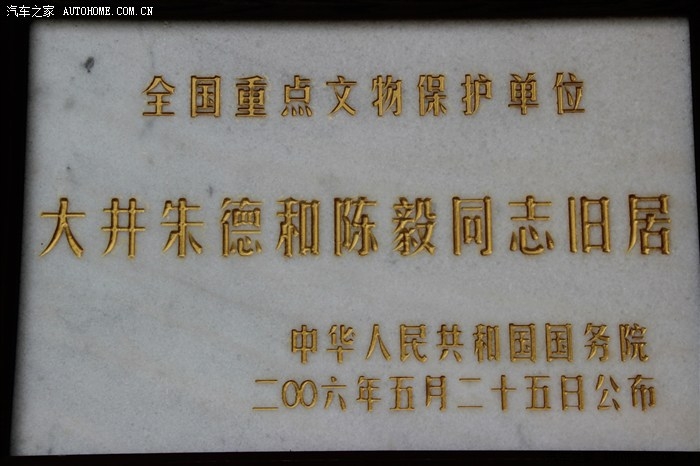 汽车之家 AUTOHOME.COM.CN
全国重点文物保护单位
大井朱德和陈毅同志旧居
中华人民共和国国务院
二〇〇六年五月二十五日公布